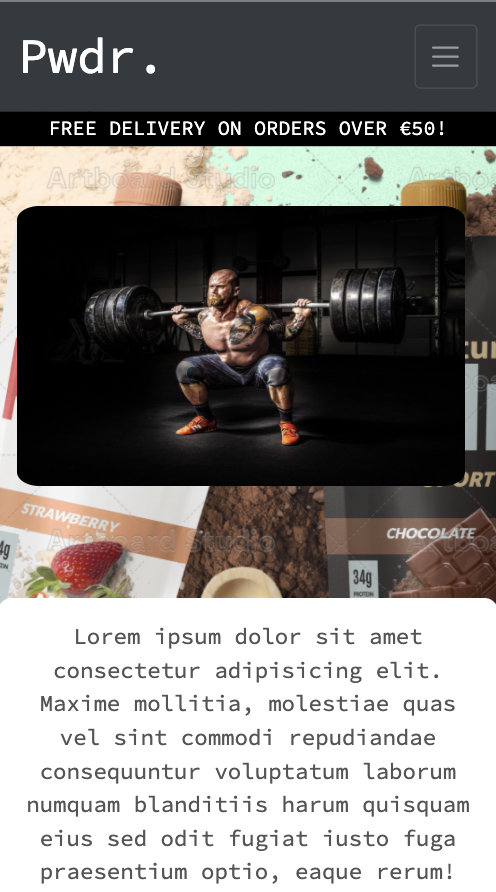 Pwdr.
FREE DELIVERY ON ORDERS OVER €50!
Artboard Studio
STRAWBERRY
CHOCOLATE
Artboard Studio
34g
PROTEIN
Lorem ipsum dolor sit amet
consectetur adipisicing elit.
Maxime mollitia, molestiae quas
vel sint commodi repudiandae
consequuntur voluptatum laborum
numquam blanditiis harum quisquam
eius sed odit fugiat iusto fuga
praesentium optio, eaque rerum!